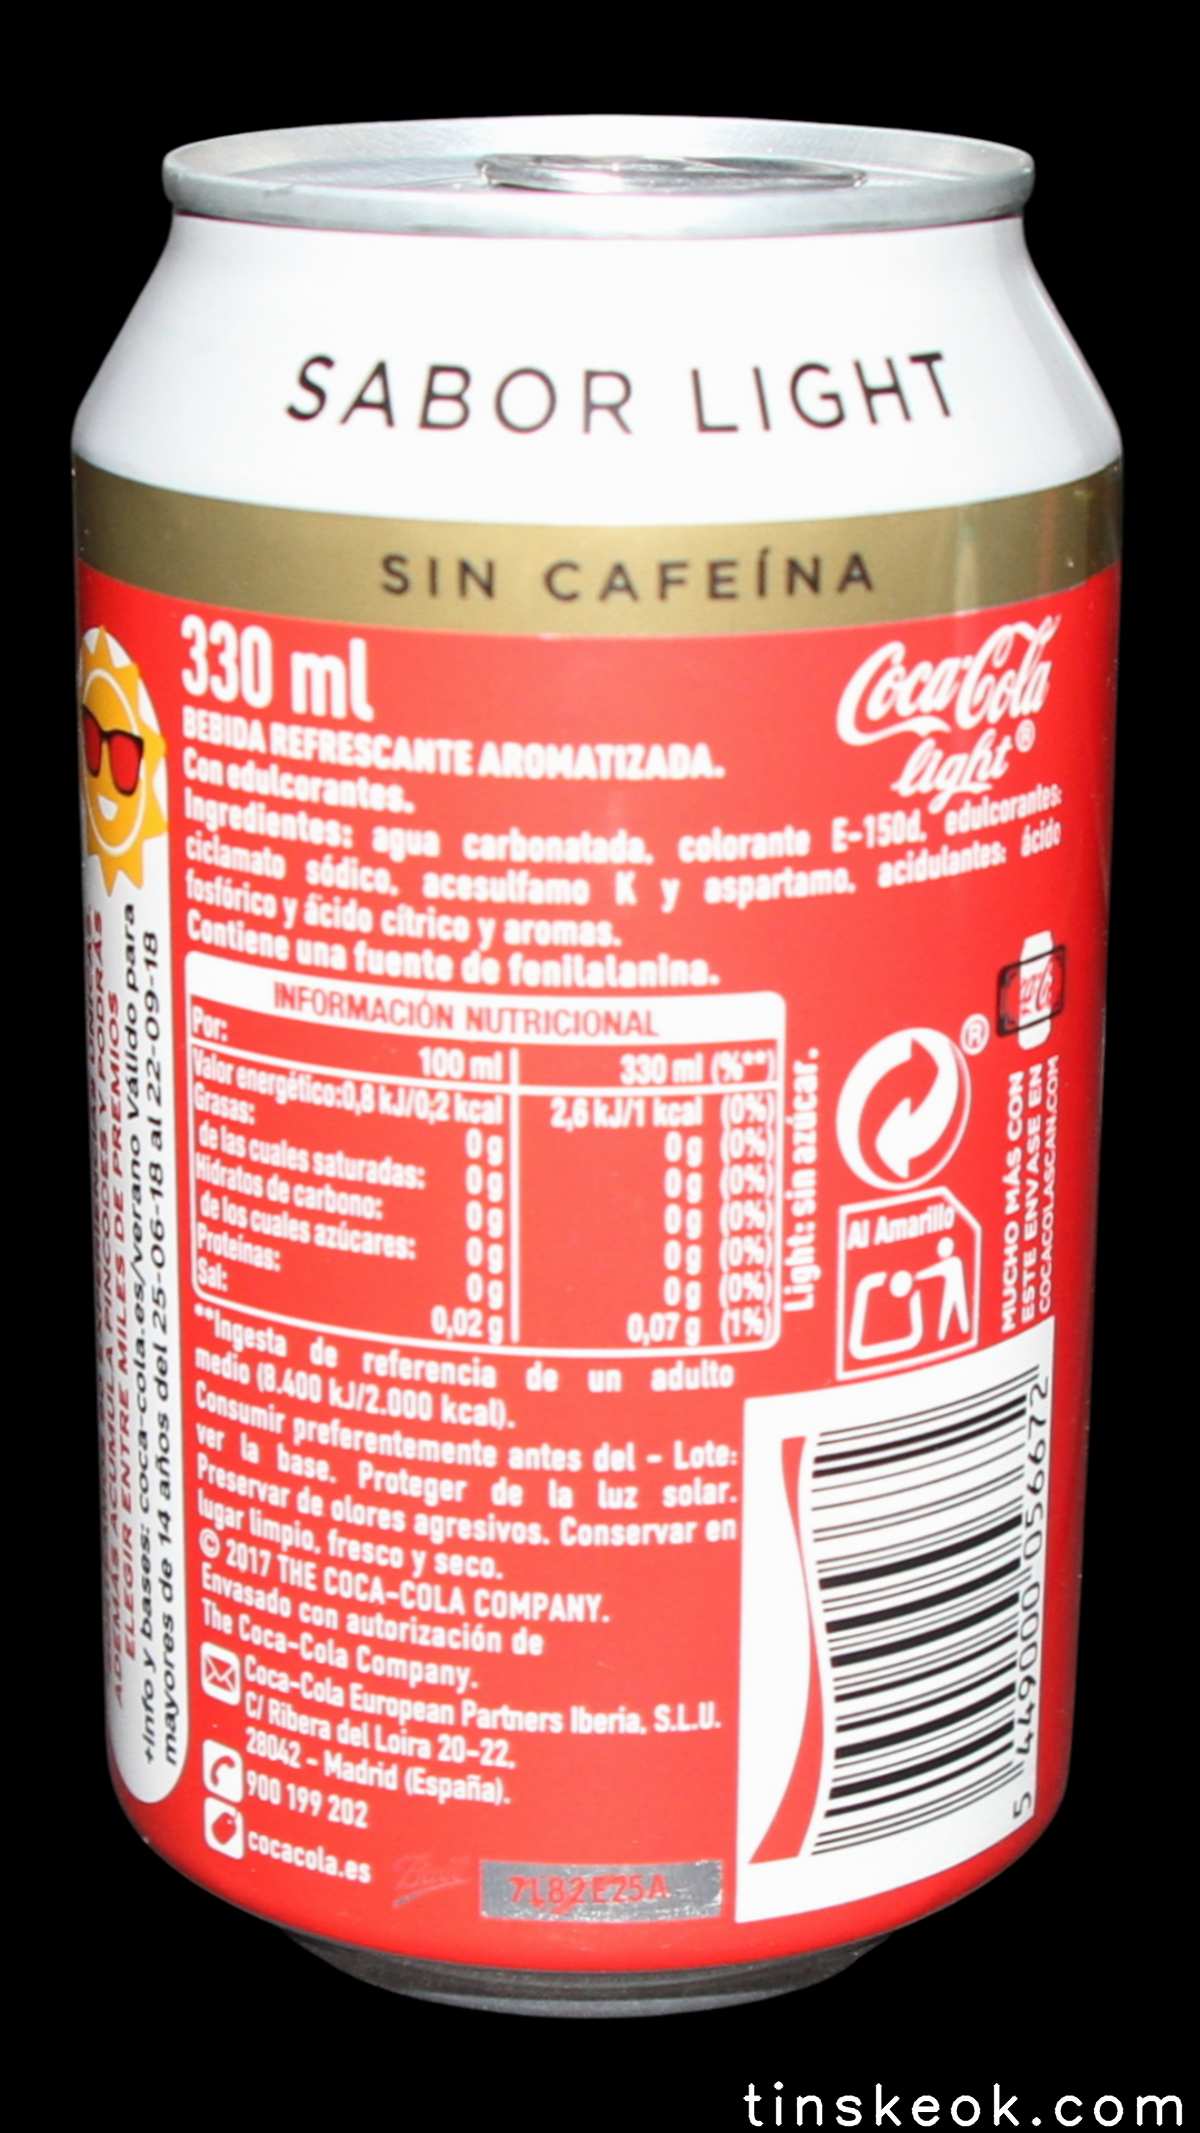 SABOR LIGHT
SIN CAFEÍNA
330 ml
Coca-Cola
light®
BEBIDA REFRESCANTE AROMATIZADA.
Con edulcorantes.
Ingredientes: agua carbonatada, colorante E-150d, edulcorantes:
ciclamato sódico, acesulfamo K y aspartamo, acidulantes: ácido
fosfórico y ácido cítrico y aromas.
Contiene una fuente de fenilalanina.
INFORMACIÓN NUTRICIONAL
Por: 100 ml 330 ml (%**)
Valor energético: 0,8 kJ/0,2 kcal 2,6 kJ/1 kcal (0%)
Grasas: 0 g 0 g (0%)
de las cuales saturadas: 0 g 0 g (0%)
Hidratos de carbono: 0 g 0 g (0%)
de los cuales azúcares: 0 g 0 g (0%)
Proteínas: 0 g 0 g (0%)
Sal: 0,02 g 0,07 g (1%)
Light: sin azúcar.
**Ingesta de referencia de un adulto
medio (8.400 kJ/2.000 kcal).
Consumir preferentemente antes del - Lote:
ver la base. Proteger de la luz solar.
Preservar de olores agresivos. Conservar en
lugar limpio, fresco y seco.
© 2017 THE COCA-COLA COMPANY.
Envasado con autorización de
The Coca-Cola Company.
Coca-Cola European Partners Iberia, S.L.U.
C/ Ribera del Loira 20-22.
28042 - Madrid (España).
900 199 202
cocacola.es
7L82E25A
®
Al Amarillo
MUCHO MÁS CON
ESTE ENVASE EN
COCACOLASCAN.COM
5 449000 056672
ADEMÁS ACUMULA PINCODES Y PODRÁS
ELEGIR ENTRE MILES DE PREMIOS
+info y bases: coca-cola.es/verano Válido para
mayores de 14 años del 25-06-18 al 22-09-18
tinskeok.com